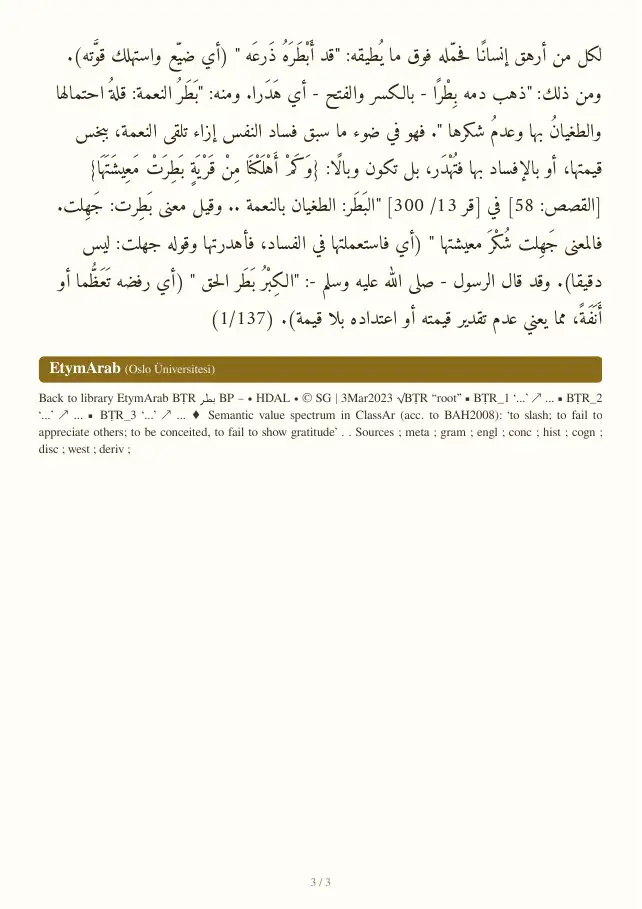 لكل من أرهق إنسانًا فحمّله فوق ما يُطيقه: "قد أَبْطَرَهُ ذَرعَه " (أي ضيّع واستهلك قوَّته).
ومن ذلك: "ذهب دمه بِطْرًا - بالكسر والفتح - أي هَدَرا. ومنه: "بَطَرُ النعمة: قلةُ احتمالها
والطغيانُ بها وعدمُ شكرها ". فهو في ضوء ما سبق فساد النفس إزاء تلقى النعمة، ببخس
قيمتها، أو بالإفساد بها فتُهْدَر، بل تكون وبالًا: {وَكَمْ أَهْلَكْنَا مِنْ قَرْيَةٍ بَطِرَتْ مَعِيشَتَهَا}
[القصص: 58] في [قر 13/ 300] "البَطَر: الطغيان بالنعمة .. وقيل معنى بَطِرت: جَهِلت.
فالمعنى جَهِلت شُكْرَ معيشتها " (أي فاستعملتها في الفساد، فأهدرتها وقوله جهلت: ليس
دقيقا). وقد قال الرسول - صلى الله عليه وسلم -: "الكِبْرُ بَطَر الحق " (أي رفضه تَعَظُّما أو
أَنَفَةً، مما يعني عدم تقدير قيمته أو اعتداده بلا قيمة). (1/137)
EtymArab (Oslo Üniversitesi)
Back to library EtymArab BṬR بطر BP – • HDAL • © SG | 3Mar2023 √BṬR “root” ▪ BṬR_1 ‘...’ ↗ ... ▪ BṬR_2
‘...’ ↗ ... ▪ BṬR_3 ‘...’ ↗ ... ♦ Semantic value spectrum in ClassAr (acc. to BAH2008): ‘to slash; to fail to
appreciate others; to be conceited, to fail to show gratitude’ . . Sources ; meta ; gram ; engl ; conc ; hist ; cogn ;
disc ; west ; deriv ;
3 / 3